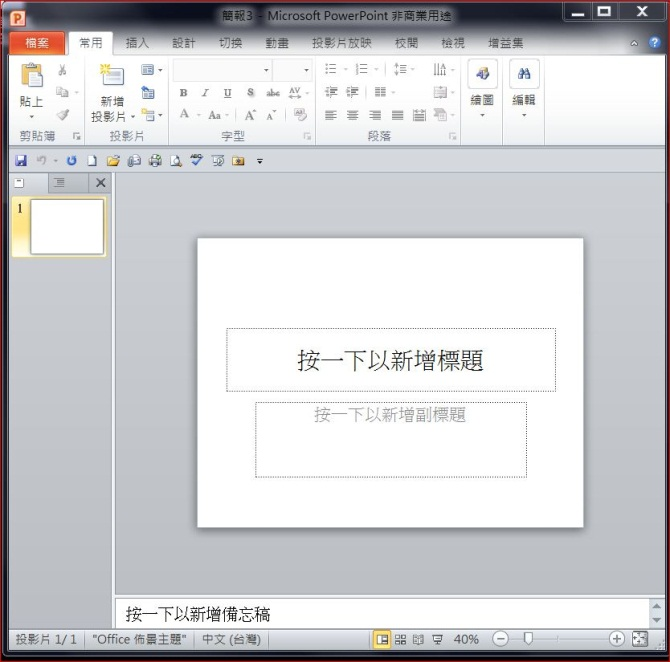 簡報3 - Microsoft PowerPoint 非商業用途
檔案 常用 插入 設計 切換 動畫 投影片放映 校閱 檢視 增益集
貼上
新增
投影片
B I U S abc AV
A Aa A A
繪圖
編輯
剪貼簿 投影片 字型 段落
1
按一下以新增標題
按一下以新增副標題
按一下以新增備忘稿
投影片 1/ 1 "Office 佈景主題" 中文 (台灣) 40%